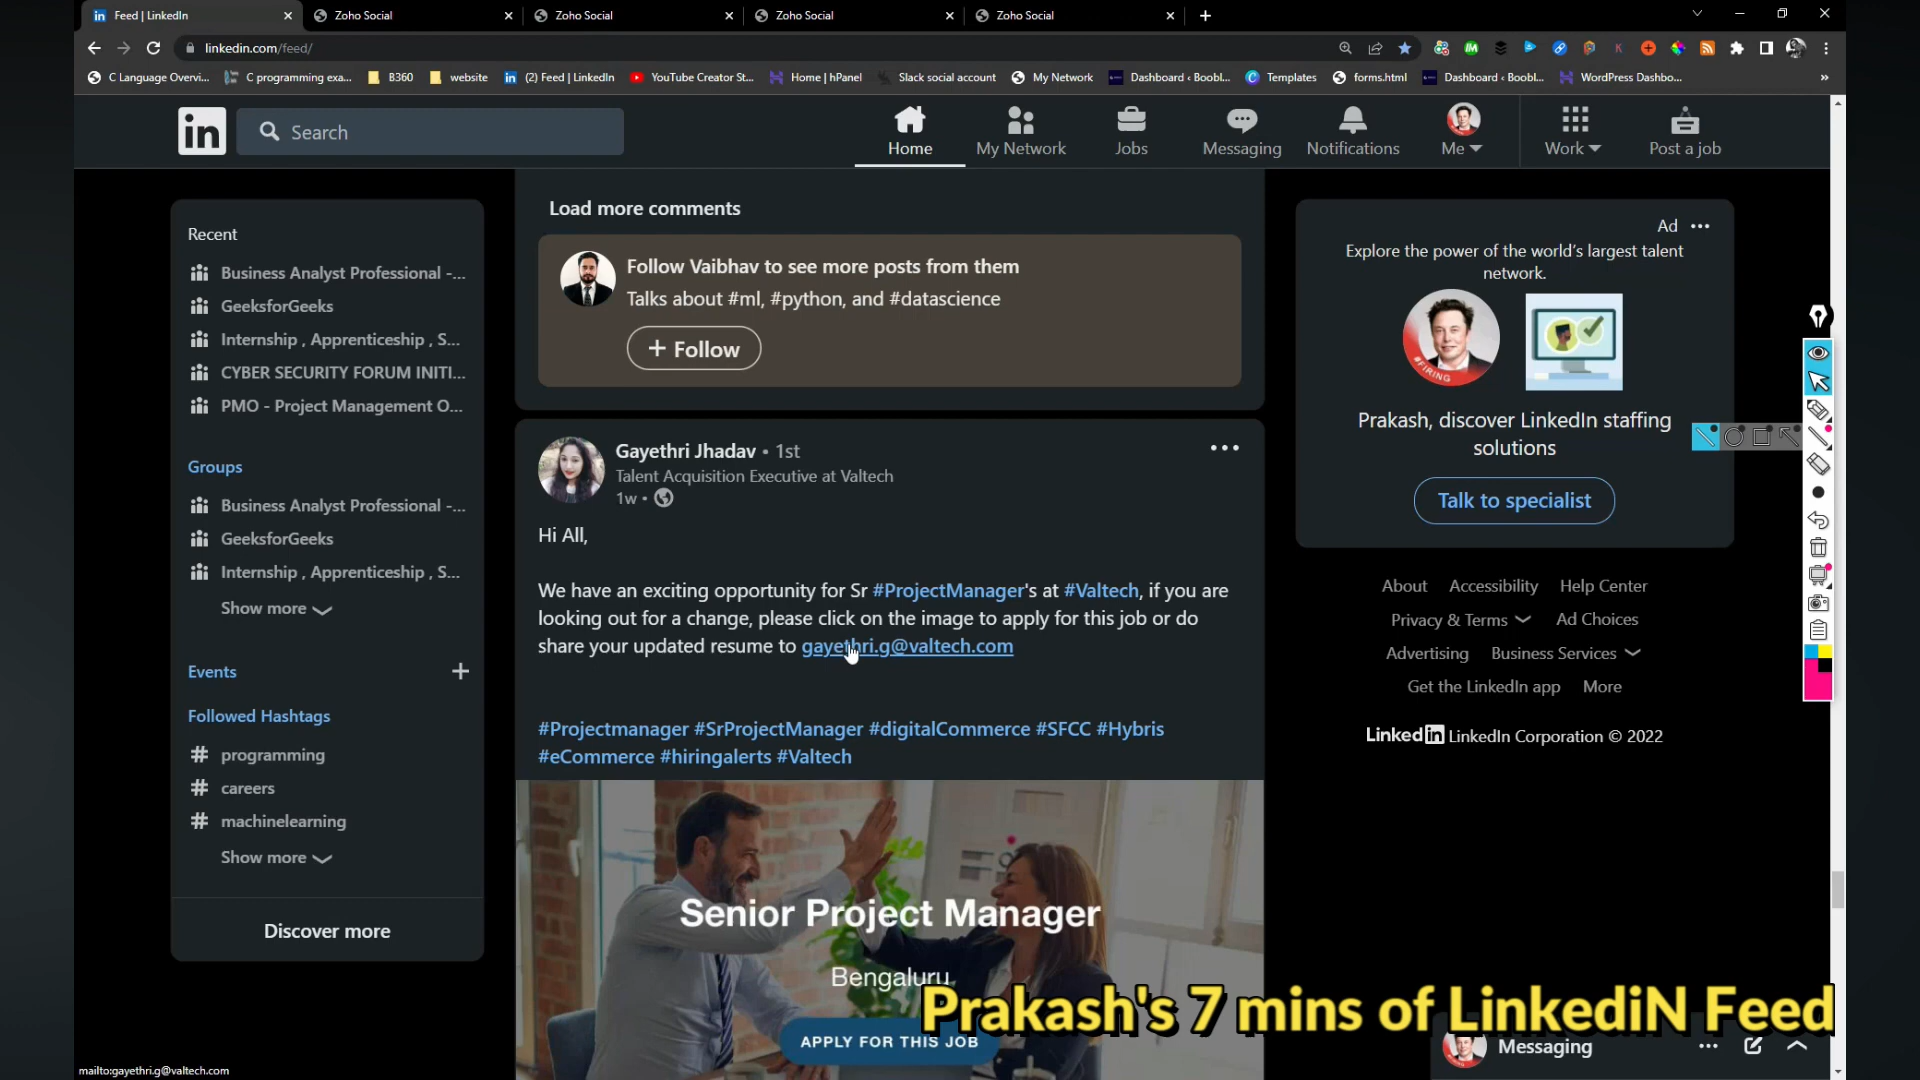 Feed | LinkedIn
Zoho Social
Zoho Social
Zoho Social
Zoho Social
linkedin.com/feed/
C Language Overvi...
C programming exa...
B360
website
(2) Feed | LinkedIn
YouTube Creator St...
Home | hPanel
Slack social account
My Network
Dashboard ‹ Boobl...
Templates
forms.html
Dashboard ‹ Boobl...
WordPress Dashbo...
»
in
Search
Home
My Network
Jobs
Messaging
Notifications
Me
Work
Post a job
Recent
Business Analyst Professional -...
GeeksforGeeks
Internship , Apprenticeship , S...
CYBER SECURITY FORUM INITI...
PMO - Project Management O...
Groups
Business Analyst Professional -...
GeeksforGeeks
Internship , Apprenticeship , S...
Show more
Events
Followed Hashtags
# programming
# careers
# machinelearning
Show more
Discover more
Load more comments
Follow Vaibhav to see more posts from them
Talks about #ml, #python, and #datascience
+ Follow
Gayethri Jhadav • 1st
Talent Acquisition Executive at Valtech
1w •
Hi All,
We have an exciting opportunity for Sr #ProjectManager's at #Valtech, if you are
looking out for a change, please click on the image to apply for this job or do
share your updated resume to gayethri.g@valtech.com
#Projectmanager #SrProjectManager #digitalCommerce #SFCC #Hybris
#eCommerce #hiringalerts #Valtech
Senior Project Manager
Bengaluru
APPLY FOR THIS JOB
Ad
Explore the power of the world's largest talent
network.
#FIRING
Prakash, discover LinkedIn staffing
solutions
Talk to specialist
About Accessibility Help Center
Privacy & Terms Ad Choices
Advertising Business Services
Get the LinkedIn app More
LinkedIn LinkedIn Corporation © 2022
Prakash's 7 mins of LinkediN Feed
Messaging
mailto:gayethri.g@valtech.com